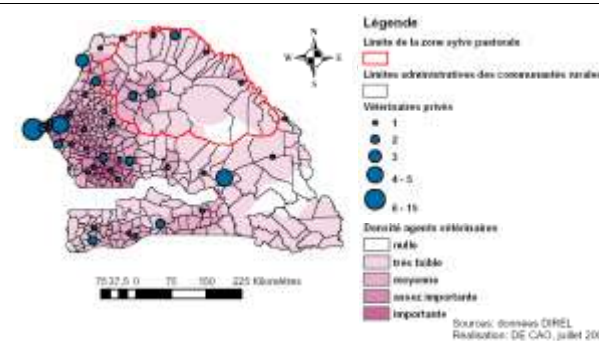 Légende
Limite de la zone sylvo pastorale
Limites administratives des communautés rurales
Vétérinaires privés
1
2
3
4 - 5
6 - 15
Densité agents vétérinaires
nulle
très faible
moyenne
assez importante
importante
N
W E
S
75 37,5 0 75 150 225 Kilomètres
Sources: données DIREL
Réalisation: DE CAO, juillet